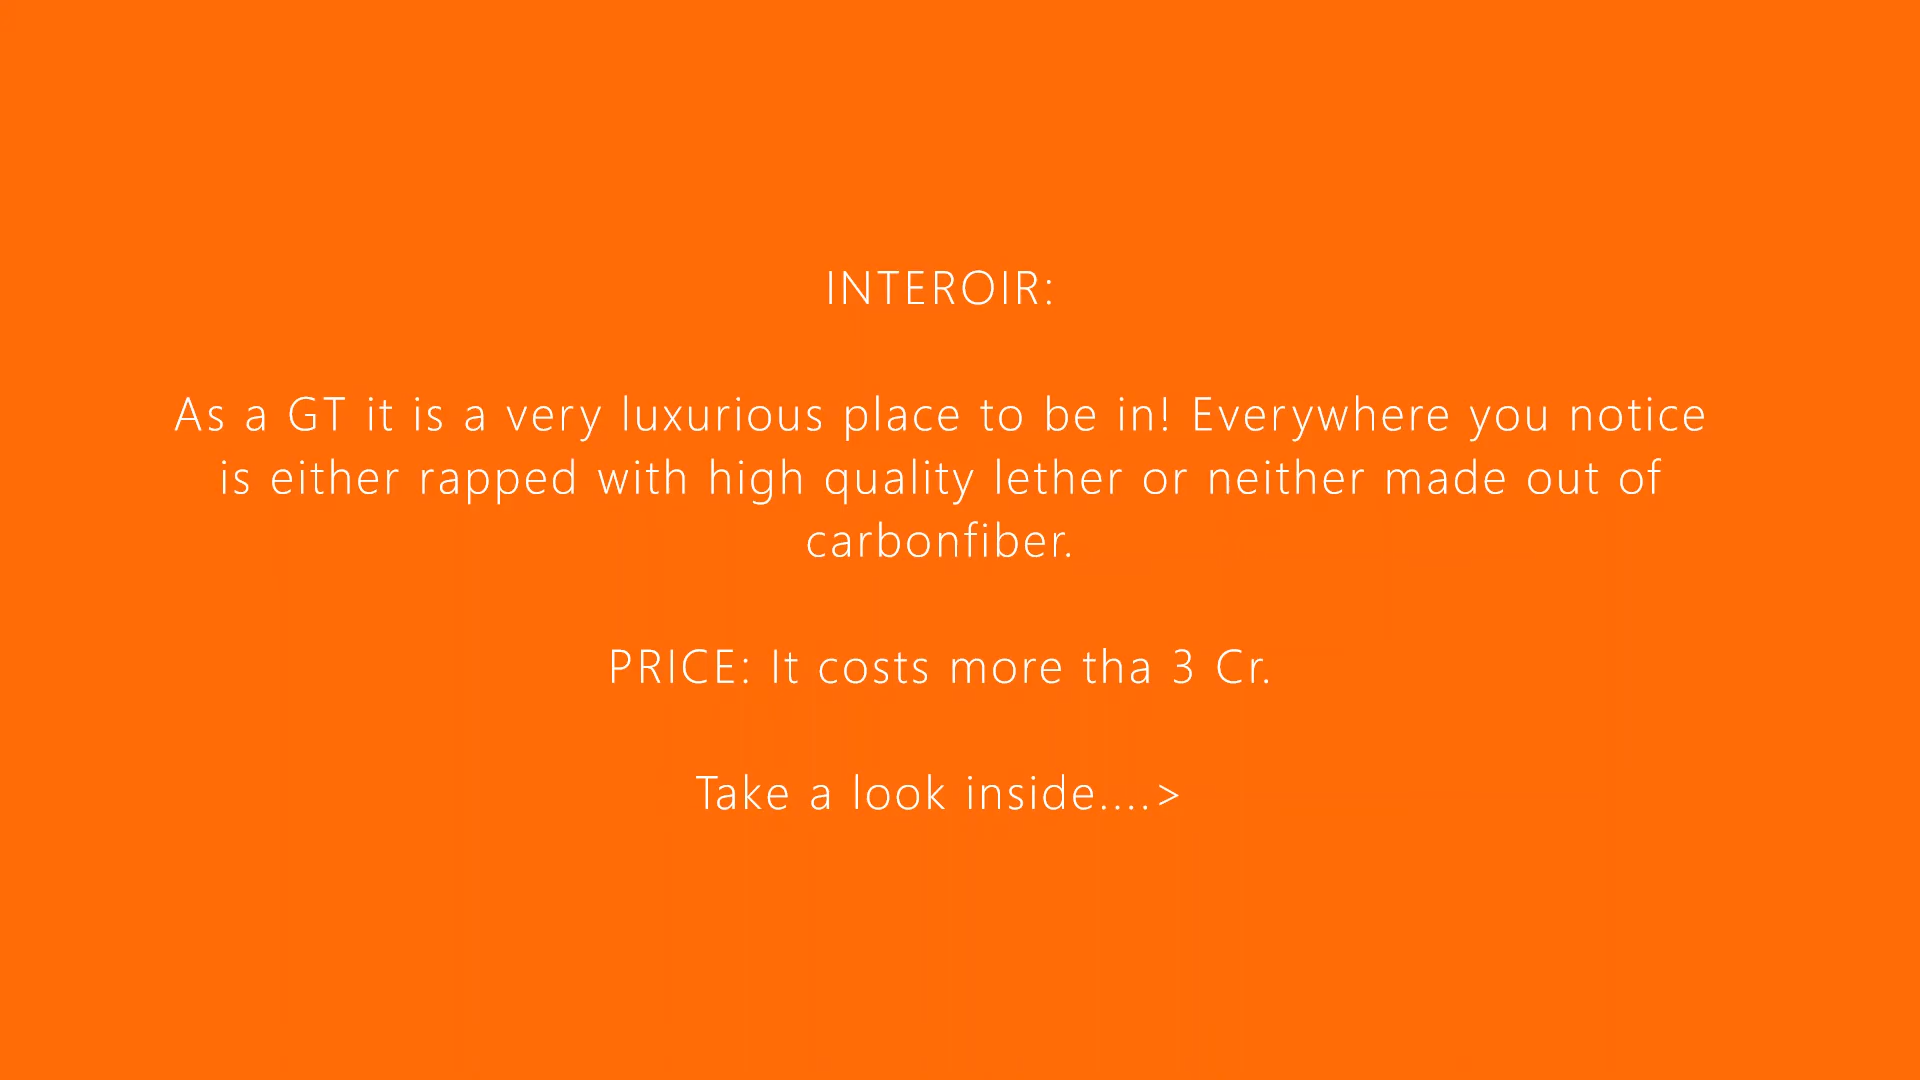 INTEROIR:
As a GT it is a very luxurious place to be in! Everywhere you notice
is either rapped with high quality lether or neither made out of
carbonfiber.
PRICE: It costs more tha 3 Cr.
Take a look inside....>